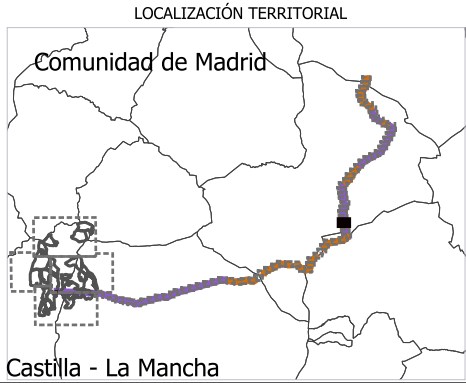 LOCALIZACIÓN TERRITORIAL
Comunidad de Madrid
Castilla - La Mancha